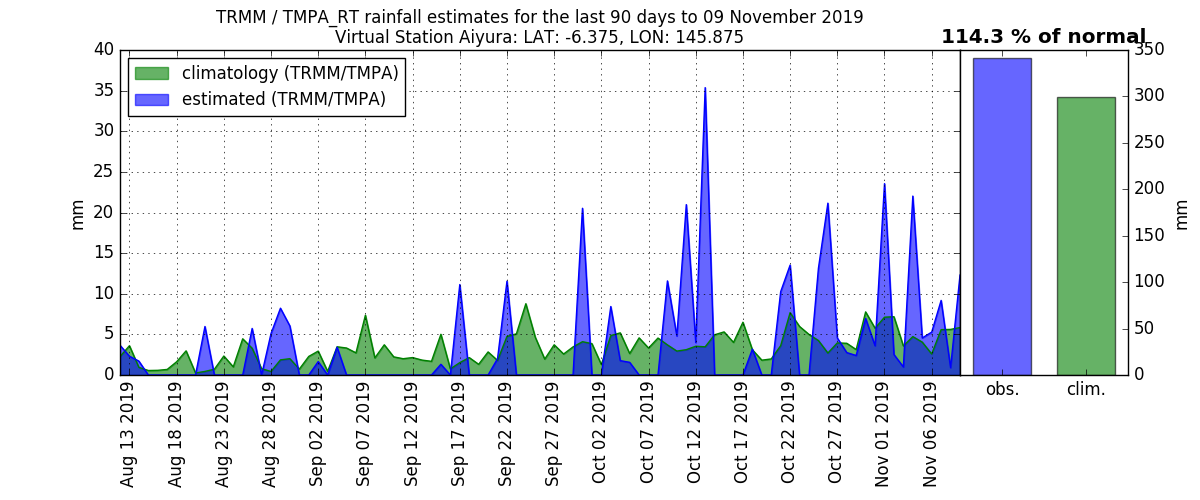 TRMM / TMPA_RT rainfall estimates for the last 90 days to 09 November 2019
Virtual Station Aiyura: LAT: -6.375, LON: 145.875
114.3 % of normal
climatology (TRMM/TMPA)
estimated (TRMM/TMPA)
40
35
30
25
20
15
10
5
0
mm
Aug 13 2019
Aug 18 2019
Aug 23 2019
Aug 28 2019
Sep 02 2019
Sep 07 2019
Sep 12 2019
Sep 17 2019
Sep 22 2019
Sep 27 2019
Oct 02 2019
Oct 07 2019
Oct 12 2019
Oct 17 2019
Oct 22 2019
Oct 27 2019
Nov 01 2019
Nov 06 2019
obs.
clim.
350
300
250
200
150
100
50
0
mm